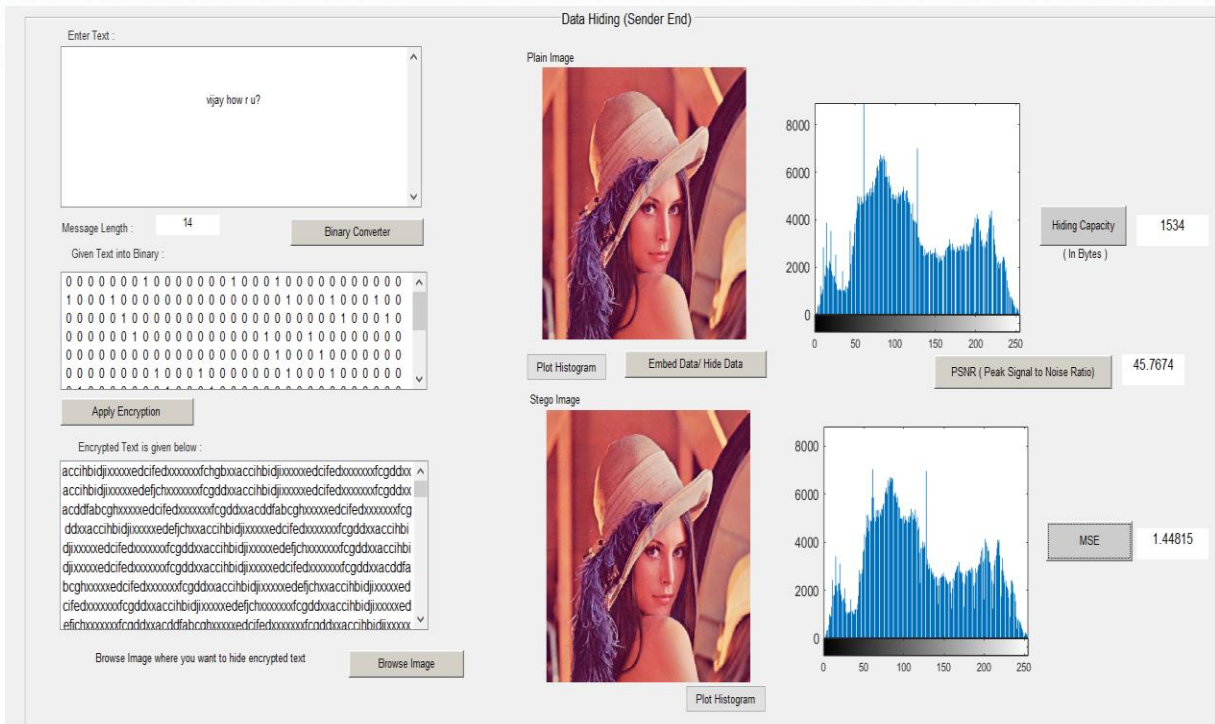 Data Hiding (Sender End)
Enter Text :
vijay how r u?
Message Length :
14
Binary Converter
Given Text into Binary :
0 0 0 0 0 0 0 1 0 0 0 0 0 0 0 1 0 0 0 1 0 0 0 0 0 0 0 0 0 0 0
1 0 0 0 1 0 0 0 0 0 0 0 0 0 0 0 0 0 0 0 1 0 0 0 1 0 0 0 1 0 0
0 0 0 0 0 1 0 0 0 0 0 0 0 0 0 0 0 0 0 0 0 0 0 0 0 1 0 0 0 1 0
0 0 0 0 0 0 1 0 0 0 0 0 0 0 0 0 0 0 1 0 0 0 1 0 0 0 0 0 0 0 0
0 0 0 0 0 0 0 0 0 0 0 0 0 0 0 0 0 0 0 1 0 0 0 1 0 0 0 0 0 0 0
0 0 0 0 0 0 0 0 1 0 0 0 1 0 0 0 0 0 0 0 1 0 0 0 1 0 0 0 0 0 0
Apply Encryption
Encrypted Text is given below :
accihbidjixxxxxedcifedxxxxxxxfchgbxxaccihbidjixxxxxedcifedxxxxxxxfcgddxx
accihbidjixxxxxedefjchxxxxxxxfcgddxxaccihbidjixxxxxedcifedxxxxxxxfcgddxx
acddfabcghxxxxxedcifedxxxxxxxfcgddxxacddfabcghxxxxxedcifedxxxxxxxfcg
ddxxaccihbidjixxxxxedefjchxxaccihbidjixxxxxedcifedxxxxxxxfcgddxxaccihbi
djixxxxxedcifedxxxxxxxfcgddxxaccihbidjixxxxxedefjchxxxxxxxfcgddxxaccihbi
djixxxxxedcifedxxxxxxxfcgddxxaccihbidjixxxxxedcifedxxxxxxxfcgddxxacddfa
bcghxxxxxedcifedxxxxxxxfcgddxxaccihbidjixxxxxedefjchxxaccihbidjixxxxxed
cifedxxxxxxxfcgddxxaccihbidjixxxxxedefjchxxxxxxxfcgddxxaccihbidjixxxxxed
efjchxxxxxxxfcgddxxacddfabcghxxxxxedcifedxxxxxxxfcgddxxaccihbidjixxxxx
Browse Image where you want to hide encrypted text
Browse Image
Plain Image
Plot Histogram
Embed Data/ Hide Data
8000
6000
4000
2000
0
0 50 100 150 200 250
Hiding Capacity
( In Bytes )
1534
PSNR ( Peak Signal to Noise Ratio)
45.7674
Stego Image
Plot Histogram
8000
6000
4000
2000
0
0 50 100 150 200 250
MSE
1.44815